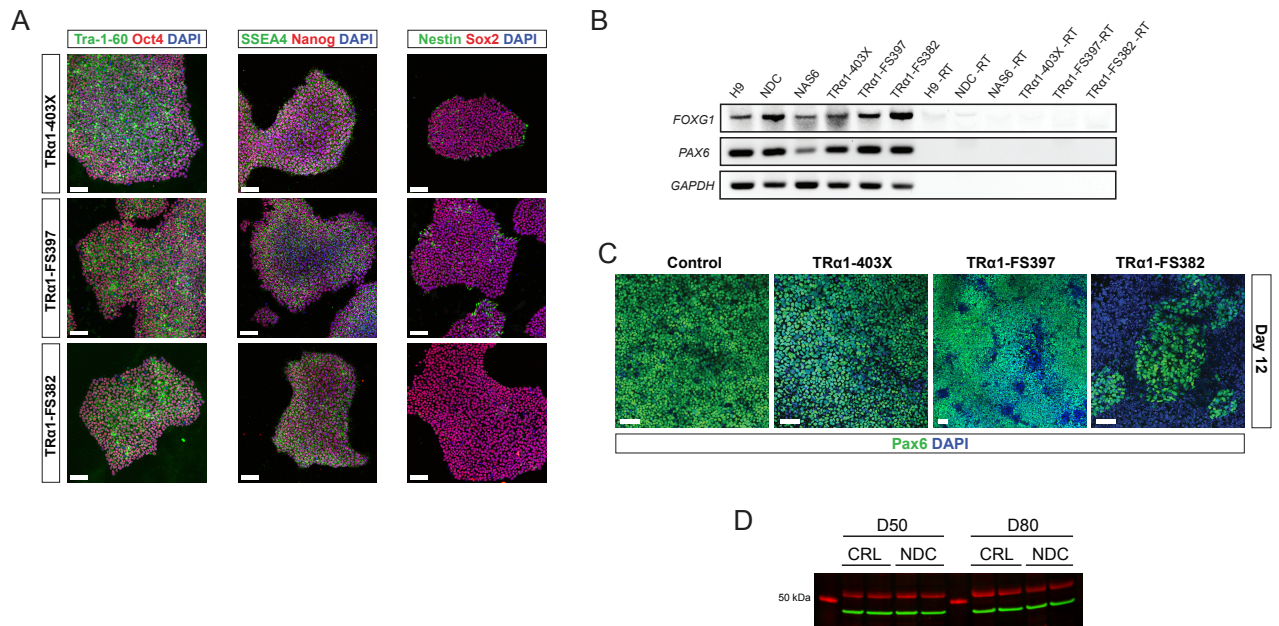 A
Tra-1-60 Oct4 DAPI
SSEA4 Nanog DAPI
Nestin Sox2 DAPI
TRα1-403X
TRα1-FS397
TRα1-FS382
B
H9
NDC
NAS6
TRα1-403X
TRα1-FS397
TRα1-FS382
H9 -RT
NDC -RT
NAS6 -RT
TRα1-403X -RT
TRα1-FS397-RT
TRα1-FS382 -RT
FOXG1
PAX6
GAPDH
C
Control
TRα1-403X
TRα1-FS397
TRα1-FS382
Day 12
Pax6 DAPI
D
D50
D80
CRL
NDC
CRL
NDC
50 kDa